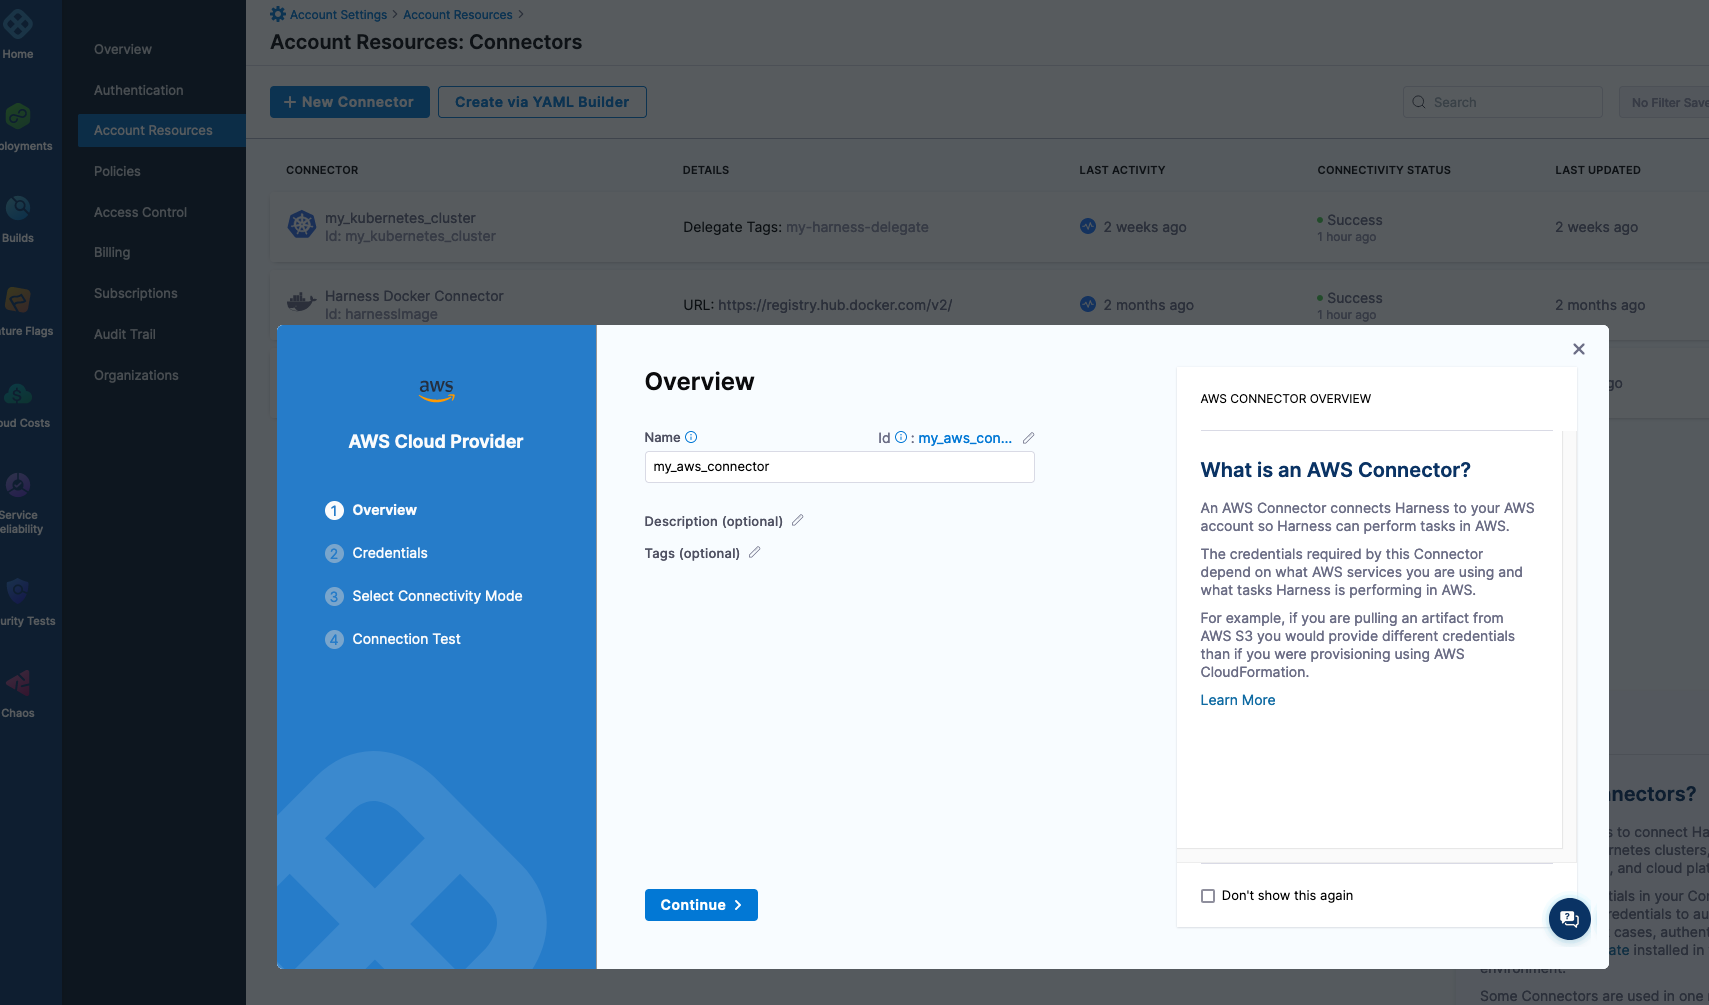 Home
ployments
Builds
ture Flags
oud Costs
Service
eliability
urity Tests
Chaos
Overview
Authentication
Account Resources
Policies
Access Control
Billing
Subscriptions
Audit Trail
Organizations
Account Settings > Account Resources >
Account Resources: Connectors
+ New Connector
Create via YAML Builder
Search
No Filter Save
CONNECTOR DETAILS LAST ACTIVITY CONNECTIVITY STATUS LAST UPDATED
my_kubernetes_cluster
Id: my_kubernetes_cluster
Delegate Tags: my-harness-delegate
2 weeks ago
Success
1 hour ago
2 weeks ago
Harness Docker Connector
Id: harnessImage
URL: https://registry.hub.docker.com/v2/
2 months ago
Success
1 hour ago
2 months ago
go
aws
AWS Cloud Provider
1 Overview
2 Credentials
3 Select Connectivity Mode
4 Connection Test
Overview
Name
Id : my_aws_con...
my_aws_connector
Description (optional)
Tags (optional)
Continue >
AWS CONNECTOR OVERVIEW
What is an AWS Connector?
An AWS Connector connects Harness to your AWS
account so Harness can perform tasks in AWS.
The credentials required by this Connector
depend on what AWS services you are using and
what tasks Harness is performing in AWS.
For example, if you are pulling an artifact from
AWS S3 you would provide different credentials
than if you were provisioning using AWS
CloudFormation.
Learn More
Don't show this again
nnectors?
s to connect Ha
rnetes clusters,
, and cloud plat
tials in your Con
redentials to au
cases, authent
ate installed in
environment.
Some Connectors are used in one